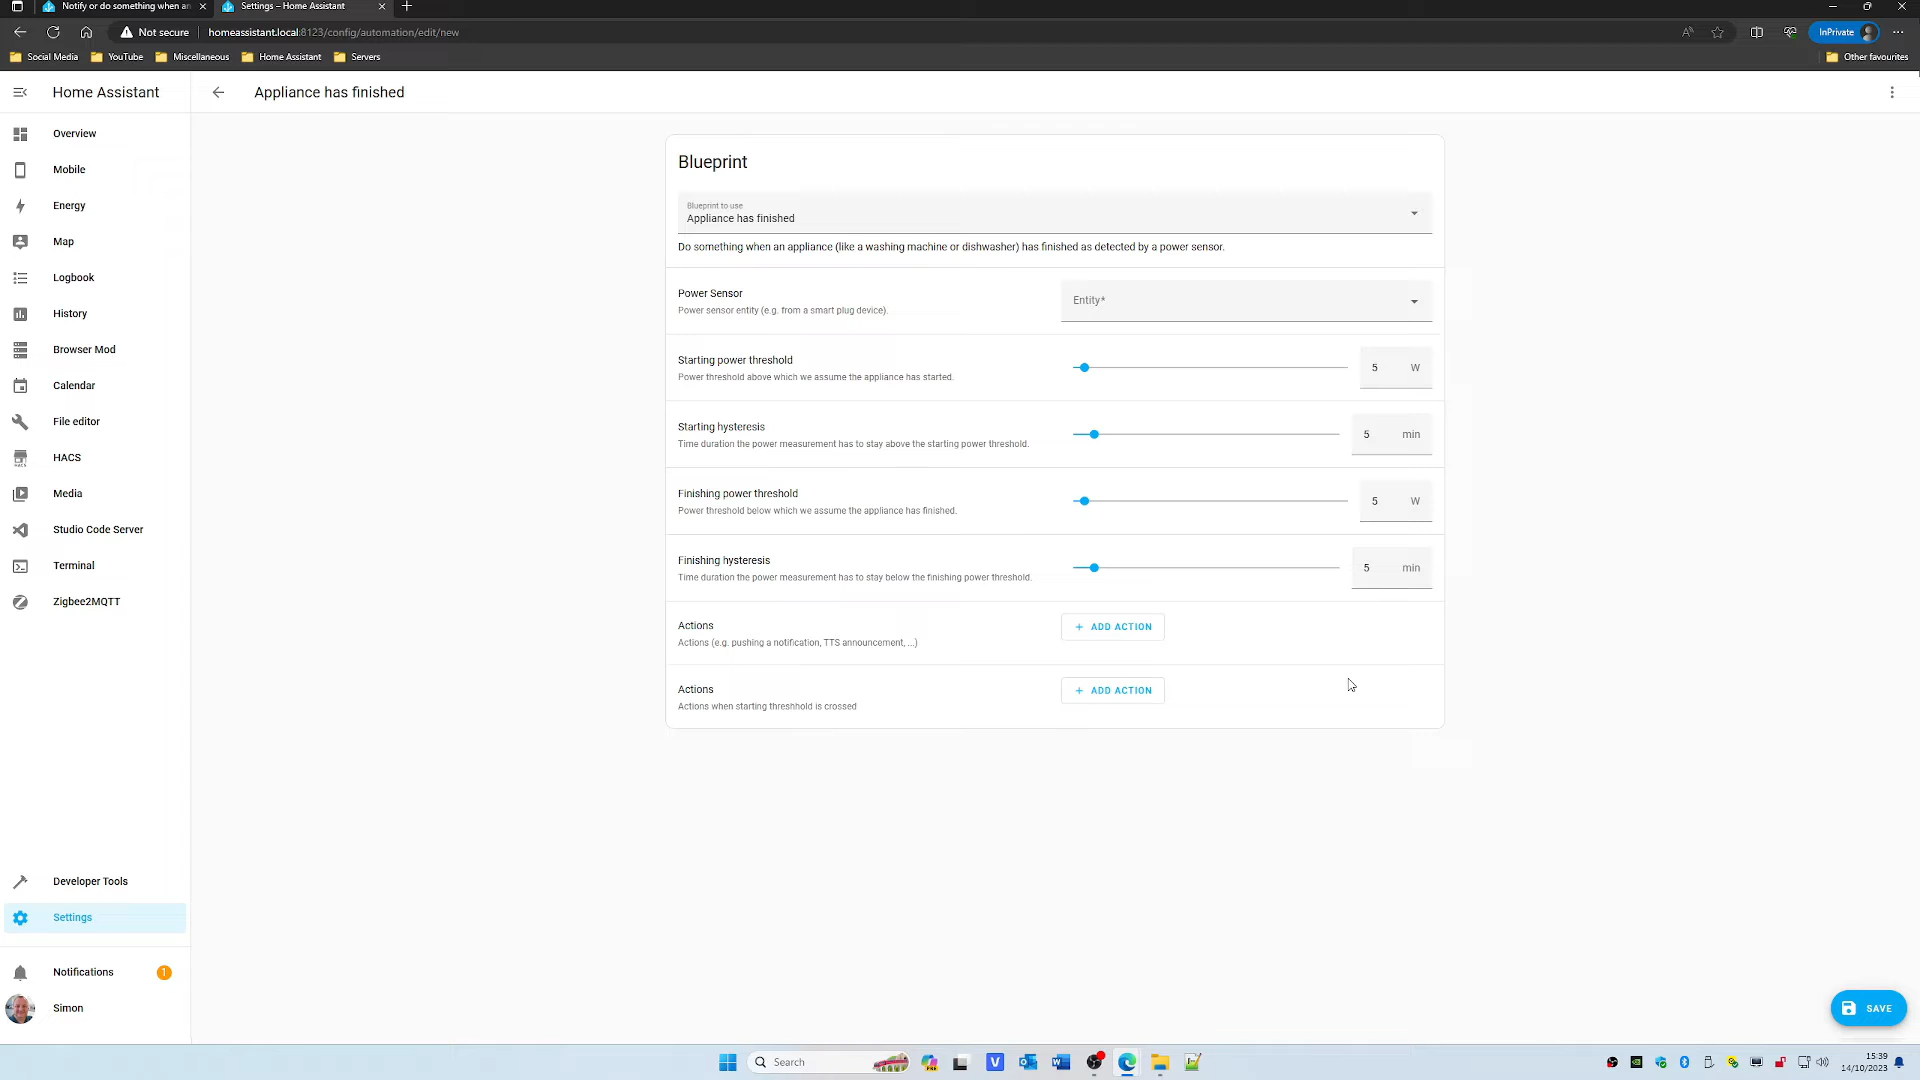 Notify or do something when an
Settings – Home Assistant
Not secure
homeassistant.local:8123/config/automation/edit/new
InPrivate
Social Media
YouTube
Miscellaneous
Home Assistant
Servers
Other favourites
Home Assistant
Appliance has finished
Overview
Mobile
Energy
Map
Logbook
History
Browser Mod
Calendar
File editor
HACS
Media
Studio Code Server
Terminal
Zigbee2MQTT
Developer Tools
Settings
Notifications
1
Simon
Blueprint
Blueprint to use
Appliance has finished
Do something when an appliance (like a washing machine or dishwasher) has finished as detected by a power sensor.
Power Sensor
Power sensor entity (e.g. from a smart plug device).
Entity*
Starting power threshold
Power threshold above which we assume the appliance has started.
5 W
Starting hysteresis
Time duration the power measurement has to stay above the starting power threshold.
5 min
Finishing power threshold
Power threshold below which we assume the appliance has finished.
5 W
Finishing hysteresis
Time duration the power measurement has to stay below the finishing power threshold.
5 min
Actions
Actions (e.g. pushing a notification, TTS announcement, ...)
+ ADD ACTION
Actions
Actions when starting threshhold is crossed
+ ADD ACTION
SAVE
Search
15:39
14/10/2023